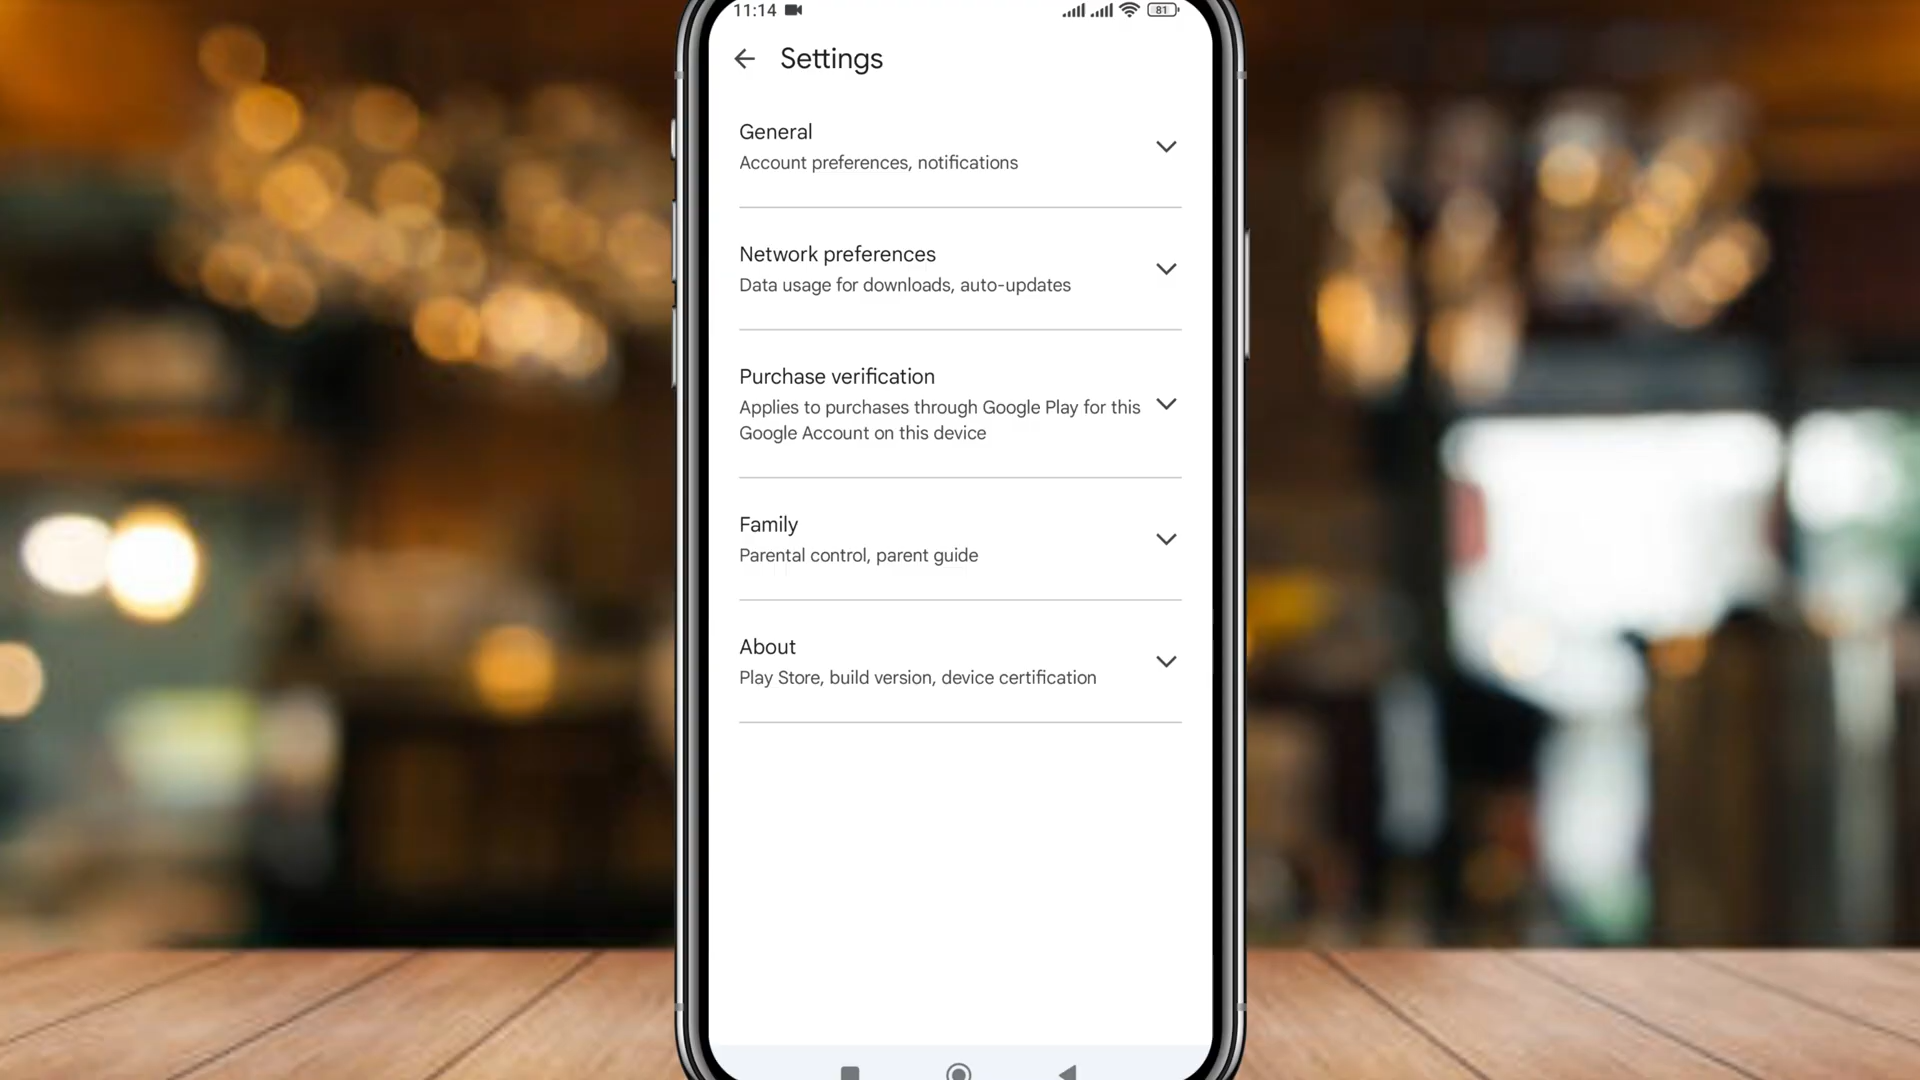 11:14
81
Settings
General
Account preferences, notifications
Network preferences
Data usage for downloads, auto-updates
Purchase verification
Applies to purchases through Google Play for this
Google Account on this device
Family
Parental control, parent guide
About
Play Store, build version, device certification